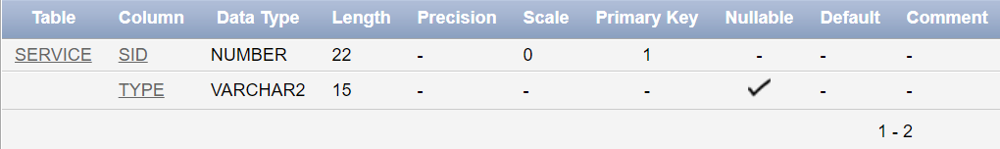 Table Column Data Type Length Precision Scale Primary Key Nullable Default Comment
SERVICE SID NUMBER 22 - 0 1 - - -
TYPE VARCHAR2 15 - - - ✓ - -
1 - 2